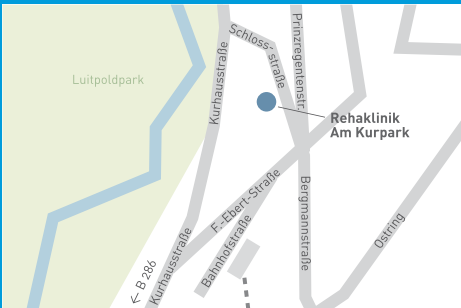 Schloss- straße
Prinzregentenstr.
Kurhausstraße
Luitpoldpark
Rehaklinik
Am Kurpark
F.-Ebert-Straße
Bergmannstraße
Bahnhofstraße
Ostring
Kurhausstraße
← B 286